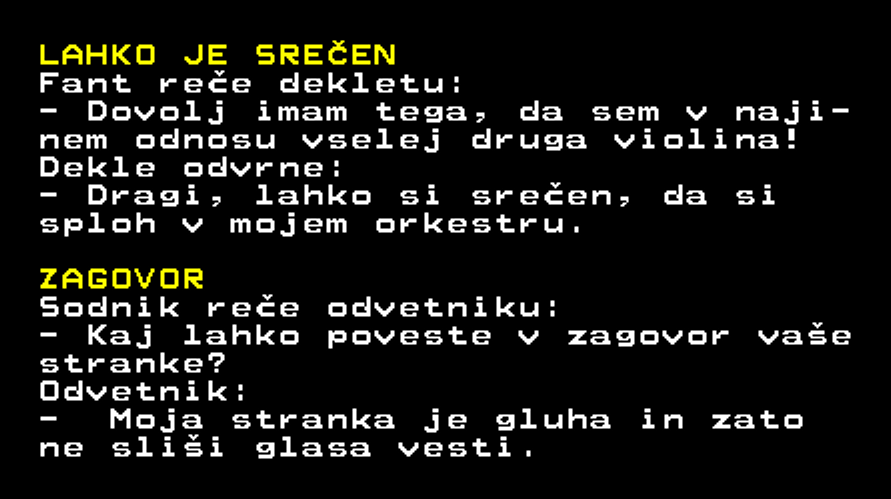 LAHKO JE SREČEN
Fant reče dekletu:
- Dovolj imam tega, da sem v naji-
nem odnosu vselej druga violina!
Dekle odvrne:
- Dragi, lahko si srečen, da si
sploh v mojem orkestru.
ZAGOVOR
Sodnik reče odvetniku:
- Kaj lahko poveste v zagovor vaše
stranke?
Odvetnik:
-  Moja stranka je gluha in zato
ne sliši glasa vesti.